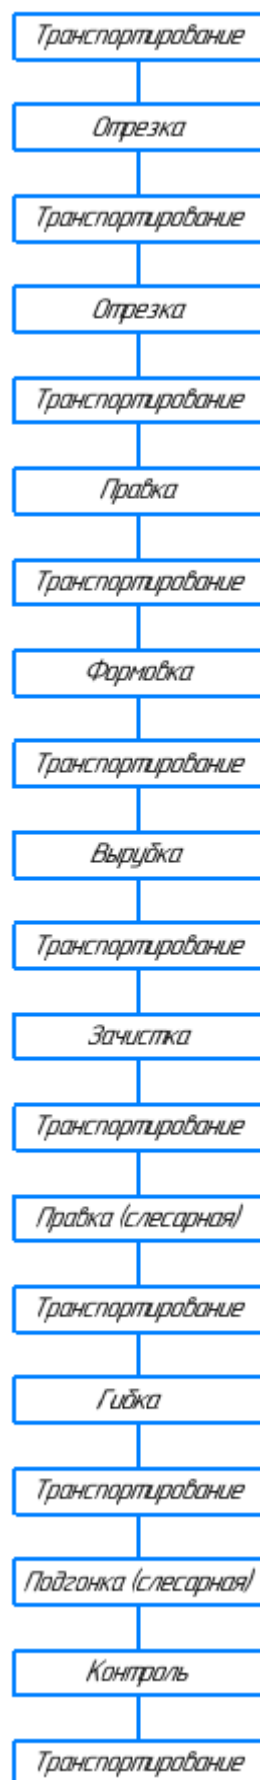 Транспортирование
Отрезка
Транспортирование
Отрезка
Транспортирование
Правка
Транспортирование
Формовка
Транспортирование
Вырубка
Транспортирование
Зачистка
Транспортирование
Правка (слесарная)
Транспортирование
Гибка
Транспортирование
Подгонка (слесарная)
Контроль
Транспортирование